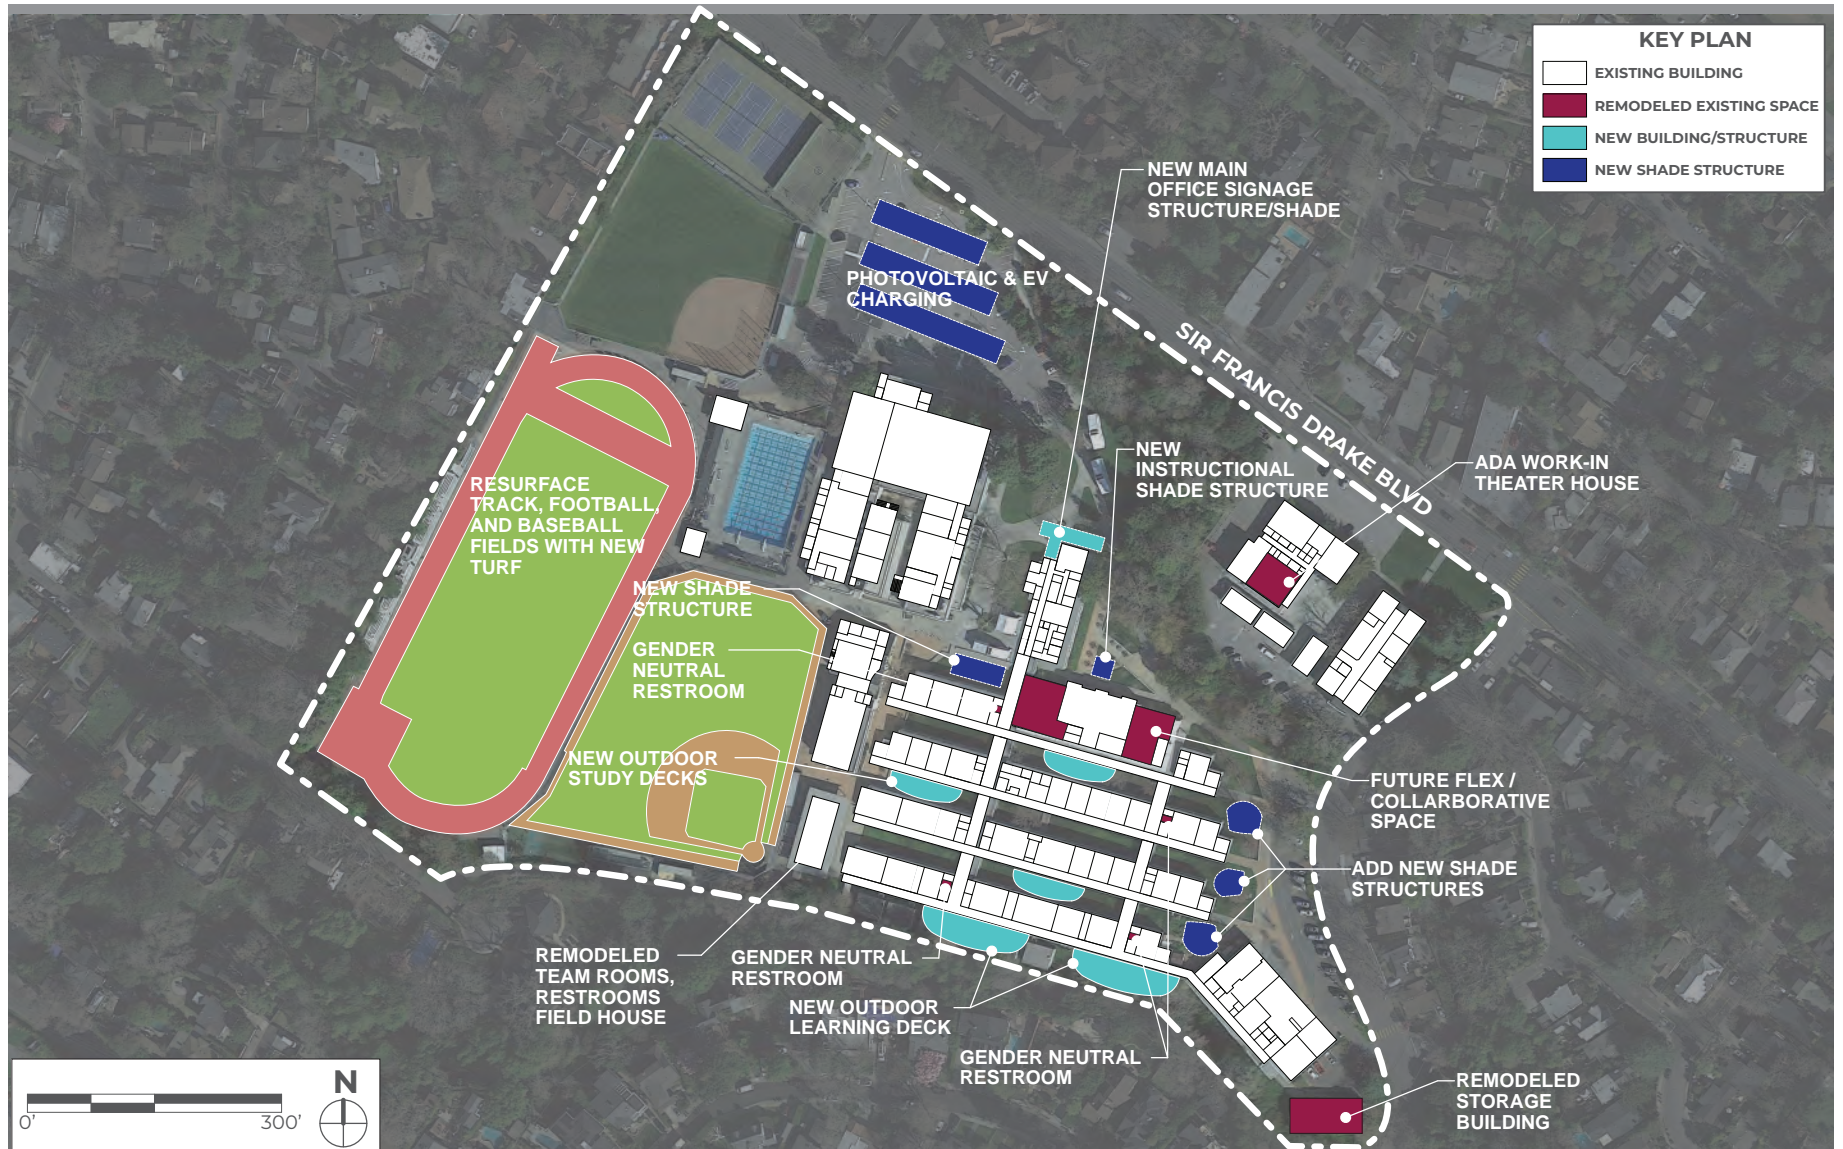 KEY PLAN
EXISTING BUILDING
REMODELED EXISTING SPACE
NEW BUILDING/STRUCTURE
NEW SHADE STRUCTURE
NEW MAIN
OFFICE SIGNAGE
STRUCTURE/SHADE
PHOTOVOLTAIC & EV
CHARGING
SIR FRANCIS DRAKE BLVD
NEW
INSTRUCTIONAL
SHADE STRUCTURE
ADA WORK-IN
THEATER HOUSE
RESURFACE
TRACK, FOOTBALL,
AND BASEBALL
FIELDS WITH NEW
TURF
NEW SHADE
STRUCTURE
GENDER
NEUTRAL
RESTROOM
NEW OUTDOOR
STUDY DECKS
FUTURE FLEX /
COLLARBORATIVE
SPACE
ADD NEW SHADE
STRUCTURES
REMODELED
TEAM ROOMS,
RESTROOMS
FIELD HOUSE
GENDER NEUTRAL
RESTROOM
NEW OUTDOOR
LEARNING DECK
GENDER NEUTRAL
RESTROOM
REMODELED
STORAGE
BUILDING
0'
300'
N